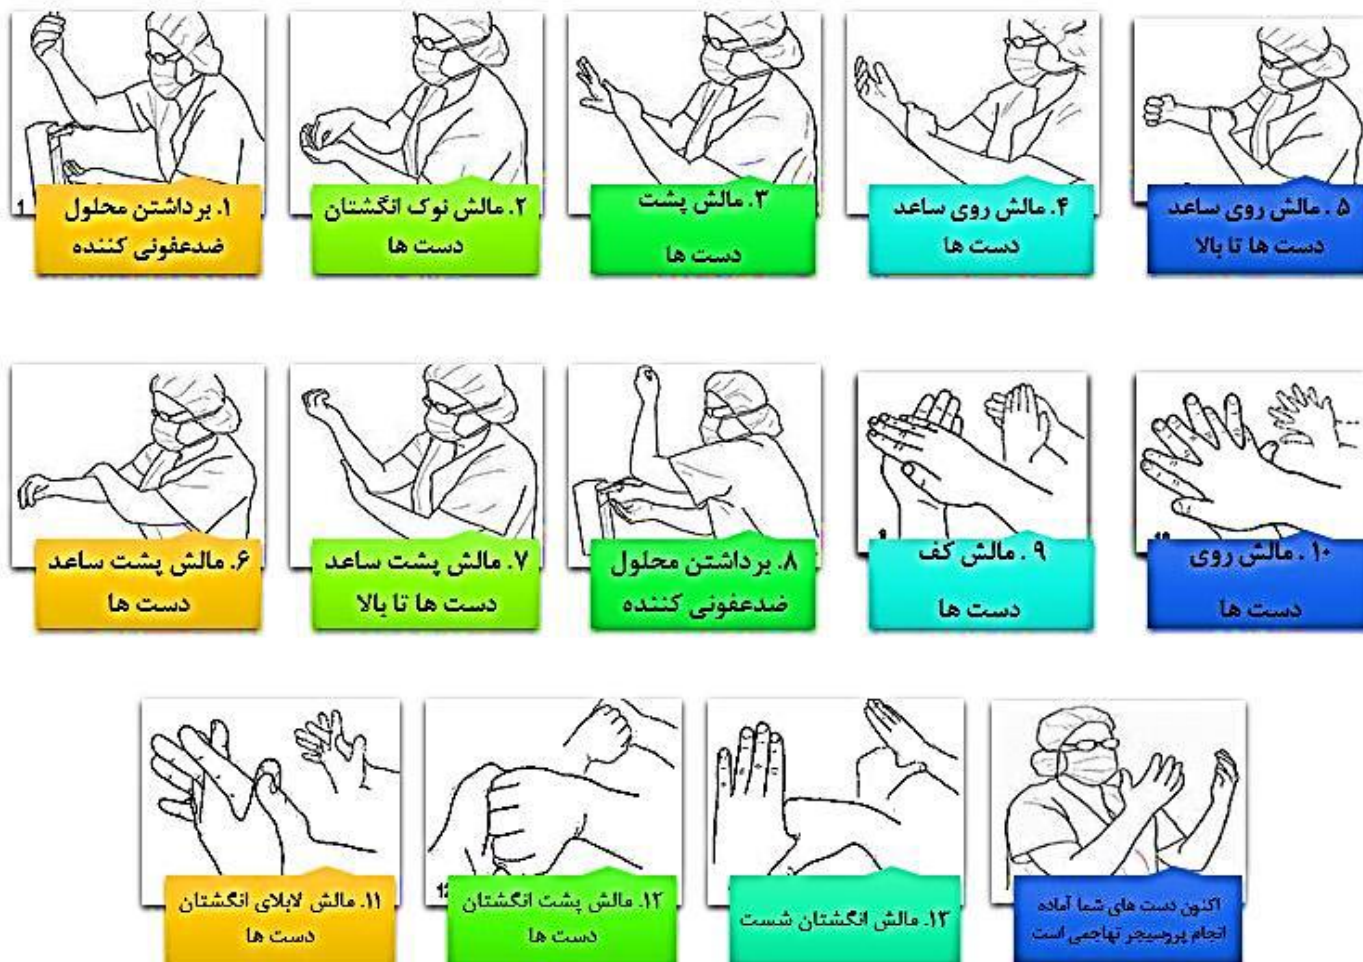 ۱. برداشتن محلول
ضدعفونی کننده
۲. مالش نوک انگشتان
دست ها
۳. مالش پشت
دست ها
۴. مالش روی ساعد
دست ها
۵. مالش روی ساعد
دست ها تا بالا
۶. مالش پشت ساعد
دست ها
۷. مالش پشت ساعد
دست ها تا بالا
۸. برداشتن محلول
ضدعفونی کننده
۹. مالش کف
دست ها
۱۰. مالش روی
دست ها
۱۱. مالش لابلای انگشتان
دست ها
۱۲. مالش پشت انگشتان
دست ها
۱۳. مالش انگشتان شست
اکنون دست های شما آماده
انجام پروسیجر تهاجمی است